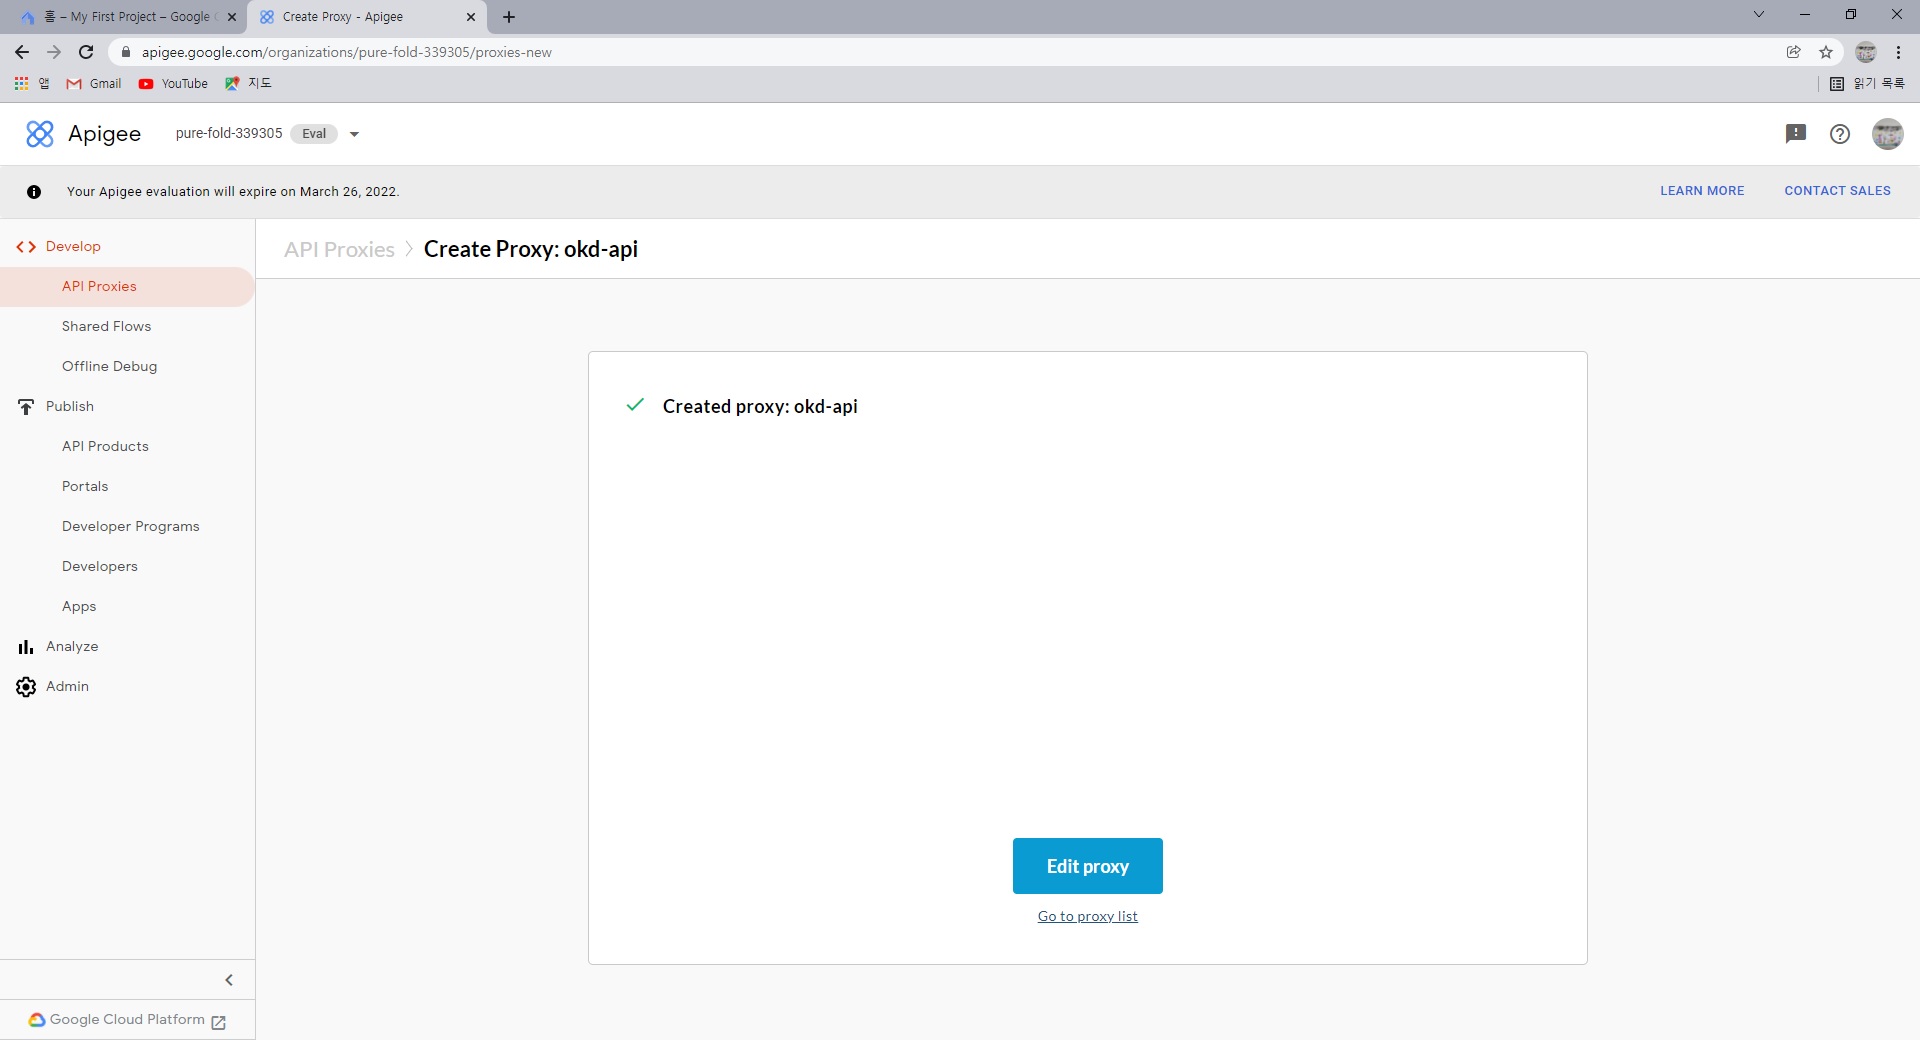 홈 – My First Project – Google
Create Proxy - Apigee
apigee.google.com/organizations/pure-fold-339305/proxies-new
앱
Gmail
YouTube
지도
읽기 목록
Apigee
pure-fold-339305
Eval
Your Apigee evaluation will expire on March 26, 2022.
LEARN MORE
CONTACT SALES
Develop
API Proxies
Shared Flows
Offline Debug
Publish
API Products
Portals
Developer Programs
Developers
Apps
Analyze
Admin
Google Cloud Platform
API Proxies
Create Proxy: okd-api
Created proxy: okd-api
Edit proxy
Go to proxy list